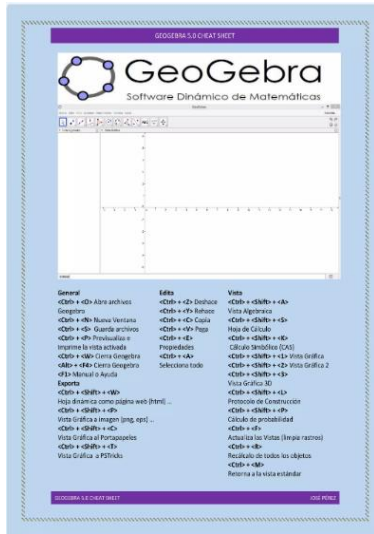 GEOGEBRA 5.0 CHEAT SHEET
GeoGebra
Software Dinámico de Matemáticas
General
<Ctrl> + <O> Abre archivos
Geogebra
<Ctrl> + <N> Nueva Ventana
<Ctrl> + <S> Guarda archivos
<Ctrl> + <P> Previsualiza e
Imprime la vista activada
<Ctrl> + <W> Cierra Geogebra
<Alt> + <F4> Cierra Geogebra
<F1> Manual o Ayuda
Exporta
<Ctrl> + <Shift> + <W>
Hoja dinámica como página web (html) ...
<Ctrl> + <Shift> + <P>
Vista Gráfica a imagen (png, eps) ...
<Ctrl> + <Shift> + <C>
Vista Gráfica al Portapapeles
<Ctrl> + <Shift> + <T>
Vista Gráfica a PSTricks
Edita
<Ctrl> + <Z> Deshace
<Ctrl> + <Y> Rehace
<Ctrl> + <C> Copia
<Ctrl> + <V> Pega
<Ctrl> + <E>
Propiedades
<Ctrl> + <A>
Selecciona todo
Vista
<Ctrl> + <Shift> + <A>
Vista Algebraica
<Ctrl> + <Shift> + <S>
Hoja de Cálculo
<Ctrl> + <Shift> + <K>
Cálculo Simbólico (CAS)
<Ctrl> + <Shift> + <1> Vista Gráfica
<Ctrl> + <Shift> + <2> Vista Gráfica 2
<Ctrl> + <Shift> + <3>
Vista Gráfica 3D
<Ctrl> + <Shift> + <L>
Protocolo de Construcción
<Ctrl> + <Shift> + <P>
Cálculo de probabilidad
<Ctrl> + <F>
Actualiza las Vistas (limpia rastros)
<Ctrl> + <R>
Recálculo de todos los objetos
<Ctrl> + <M>
Retorna a la vista estándar
GEOGEBRA 5.0 CHEAT SHEET
JOSÉ PÉREZ